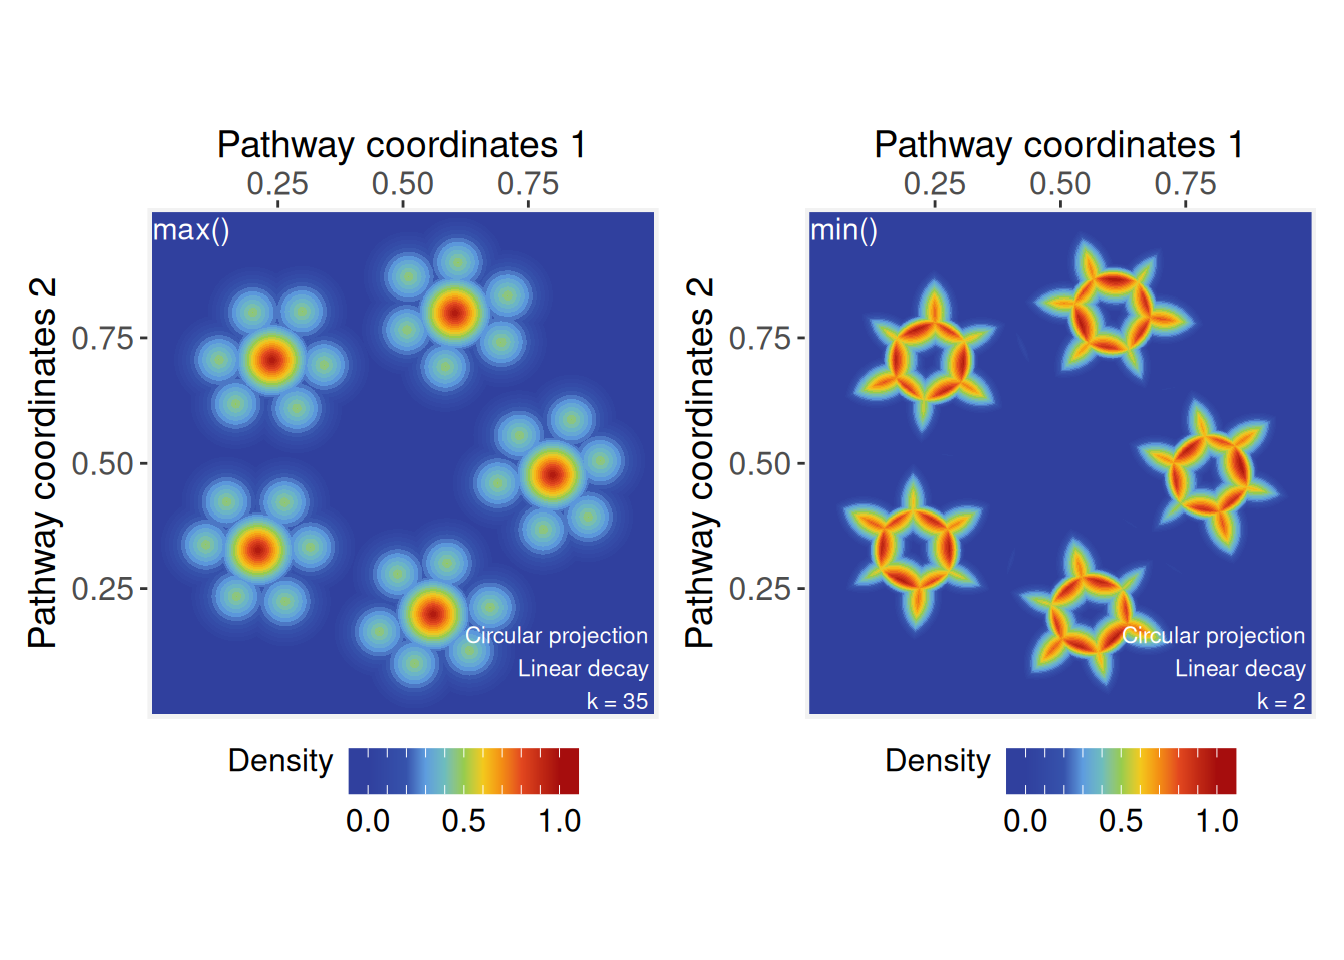 Pathway coordinates 1
0.25 0.50 0.75
max()
Pathway coordinates 2
0.75
0.50
0.25
Circular projection
Linear decay
k = 35
Density
0.0 0.5 1.0
Pathway coordinates 1
0.25 0.50 0.75
min()
Pathway coordinates 2
0.75
0.50
0.25
Circular projection
Linear decay
k = 2
Density
0.0 0.5 1.0